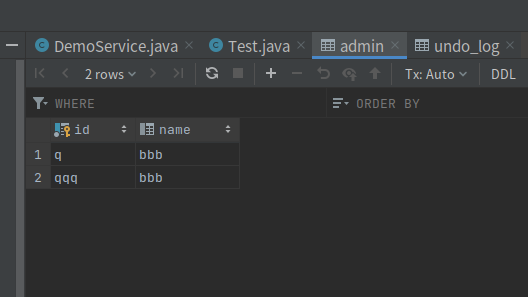 DemoService.java Test.java admin undo_log
2 rows Tx: Auto DDL
WHERE ORDER BY
id name
1 q bbb
2 qqq bbb